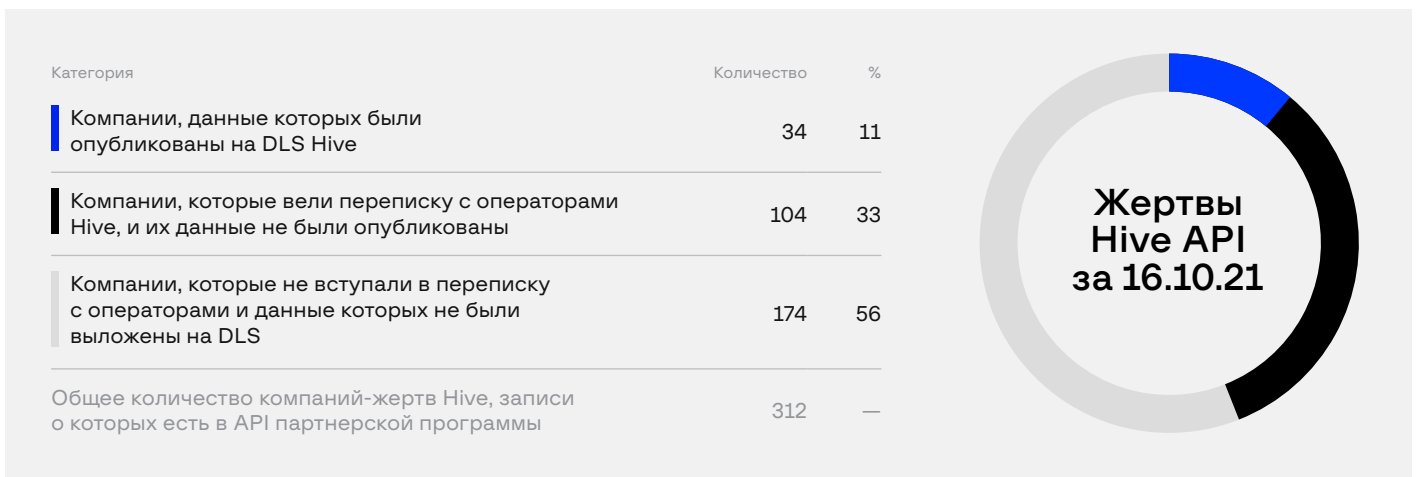 Категория Количество %
Компании, данные которых были
опубликованы на DLS Hive
34 11
Компании, которые вели переписку с операторами
Hive, и их данные не были опубликованы
104 33
Компании, которые не вступали в переписку
с операторами и данные которых не были
выложены на DLS
174 56
Общее количество компаний-жертв Hive, записи
о которых есть в API партнерской программы
312 —
Жертвы
Hive API
за 16.10.21